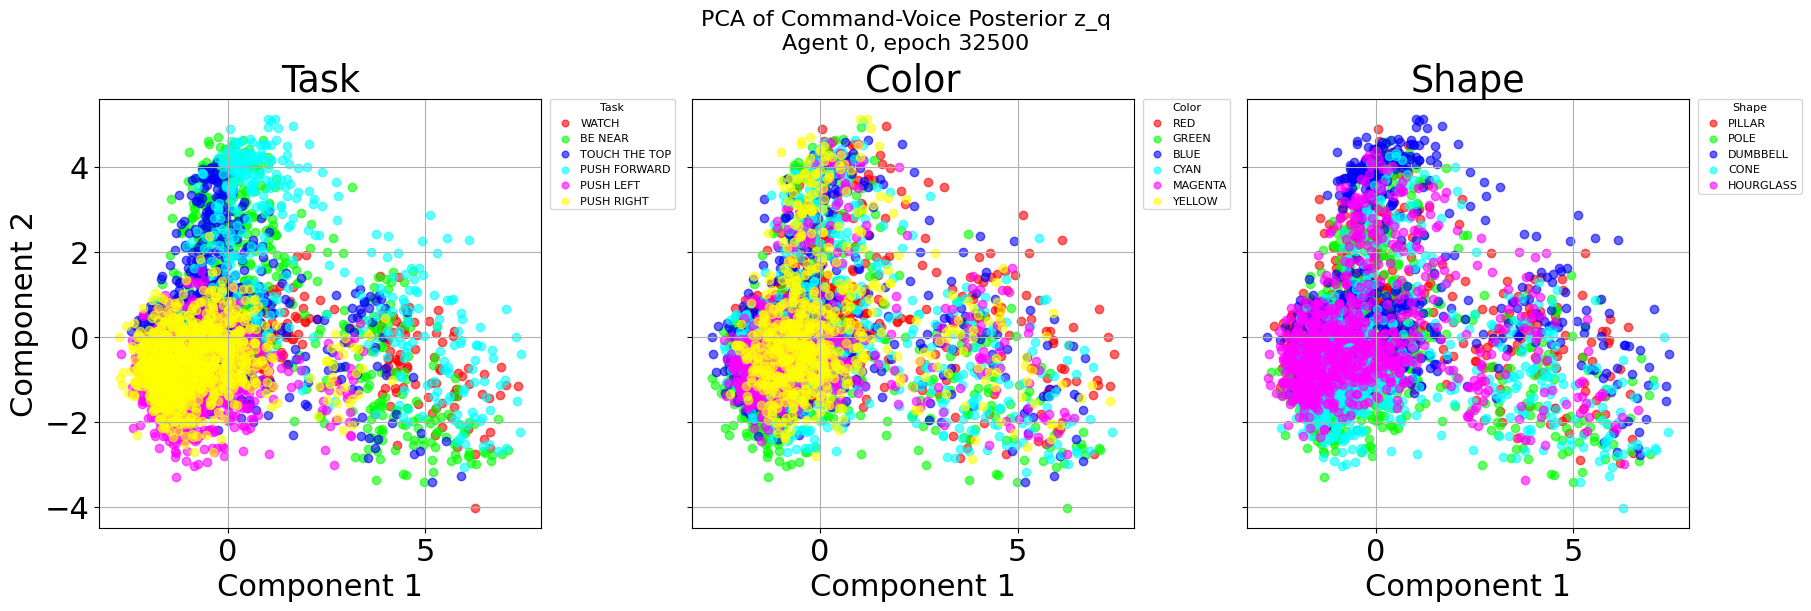 PCA of Command-Voice Posterior z_q
Agent 0, epoch 32500
Task
Component 2
4
2
0
−2
−4
0
5
Component 1
Task
WATCH
BE NEAR
TOUCH THE TOP
PUSH FORWARD
PUSH LEFT
PUSH RIGHT
Color
0
5
Component 1
Color
RED
GREEN
BLUE
CYAN
MAGENTA
YELLOW
Shape
0
5
Component 1
Shape
PILLAR
POLE
DUMBBELL
CONE
HOURGLASS